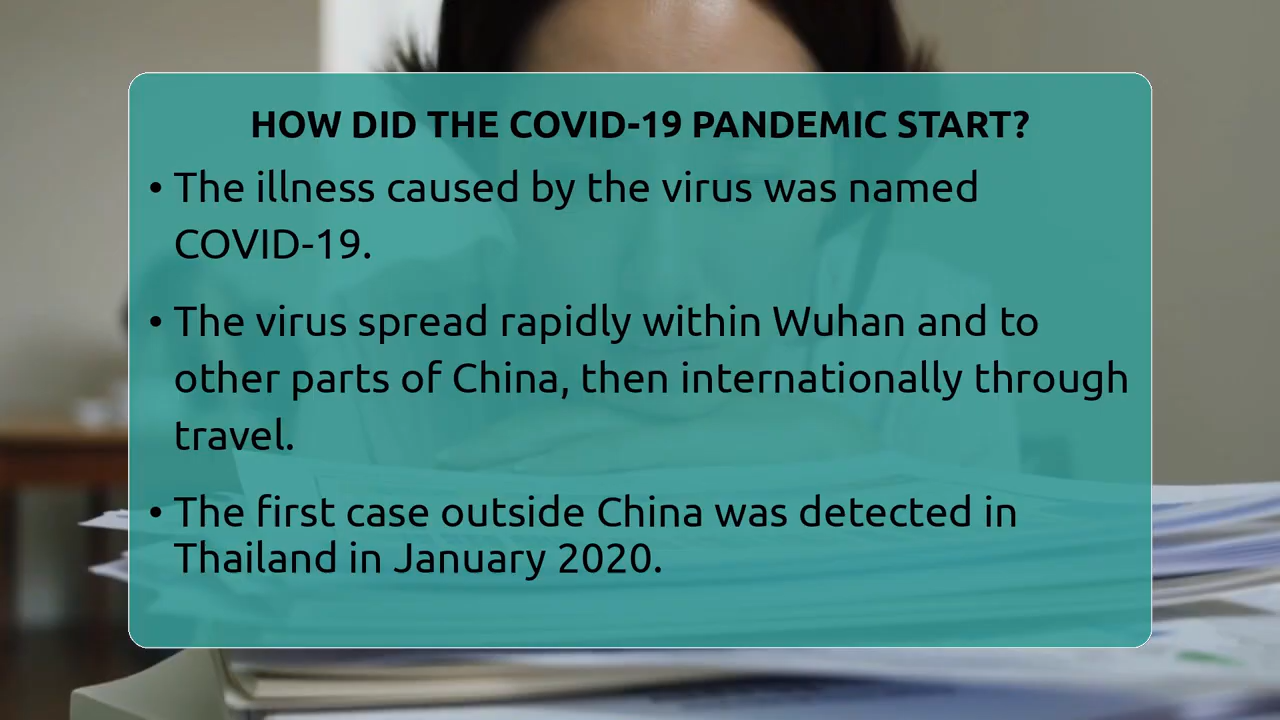 HOW DID THE COVID-19 PANDEMIC START?
• The illness caused by the virus was named
COVID-19.
• The virus spread rapidly within Wuhan and to
other parts of China, then internationally through
travel.
• The first case outside China was detected in
Thailand in January 2020.